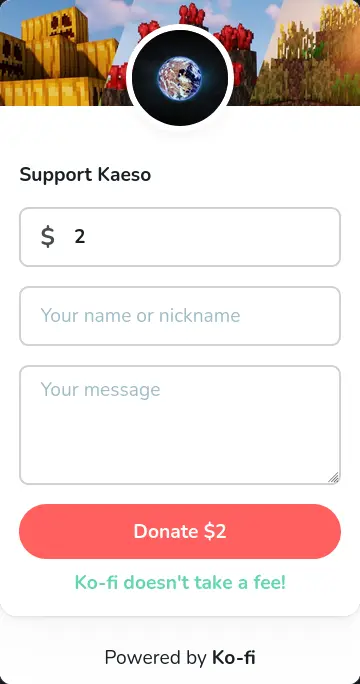 Support Kaeso
$ 2
Your name or nickname
Your message
Donate $2
Ko-fi doesn't take a fee!
Powered by Ko-fi